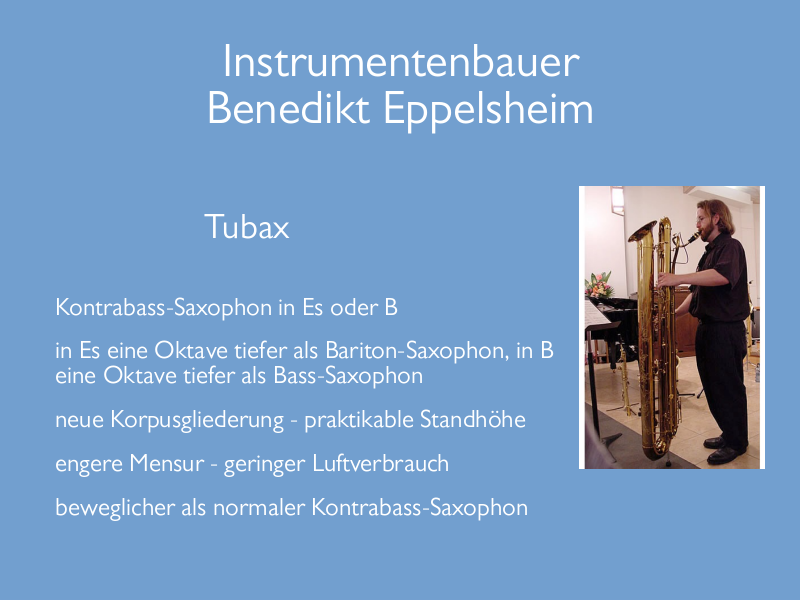 Instrumentenbauer
Benedikt Eppelsheim
Tubax
Kontrabass-Saxophon in Es oder B
in Es eine Oktave tiefer als Bariton-Saxophon, in B
eine Oktave tiefer als Bass-Saxophon
neue Korpusgliederung - praktikable Standhöhe
engere Mensur - geringer Luftverbrauch
beweglicher als normaler Kontrabass-Saxophon